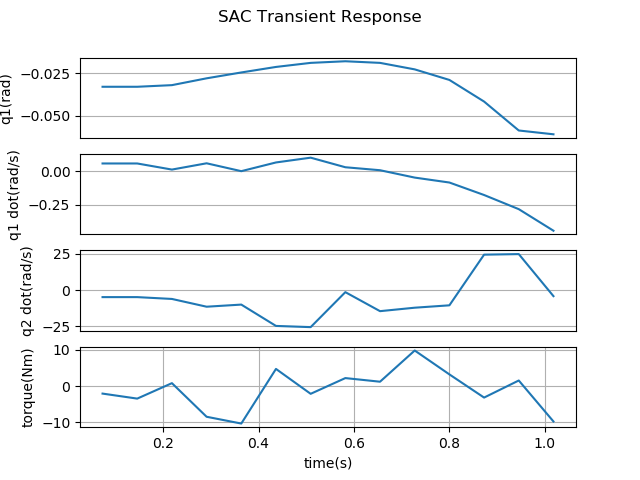 SAC Transient Response
−0.025
−0.050
q1(rad)
0.00
−0.25
q1 dot(rad/s)
25
0
−25
q2 dot(rad/s)
10
0
−10
torque(Nm)
0.2 0.4 0.6 0.8 1.0
time(s)